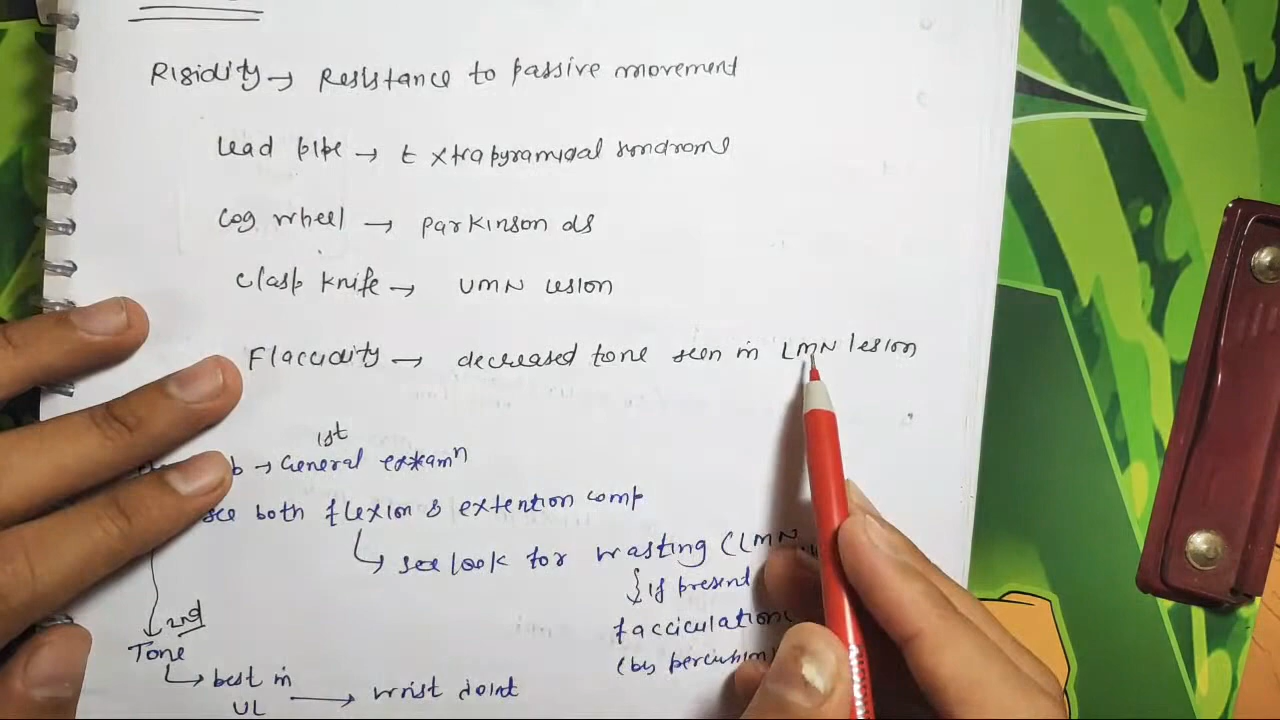 Rigidity → Resistance to passive movement
Lead pipe → Extrapyramidal syndrome
Cog wheel → parkinson ds
Clasp knife → UMN lesion
Flaccidity → decreased tone seen in LMN lesion
1st
b → General examⁿ
see both flexion & extention comp
↳ see look for wasting (LMN
if present
facciculation
(by percussion)
2nd
Tone
↳ best in UL → wrist joint